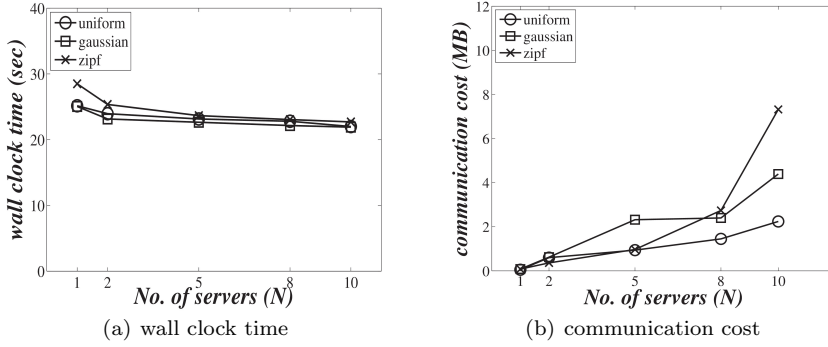 40
30
20
10
0
wall clock time (sec)
uniform
gaussian
zipf
1 2 5 8 10
No. of servers (N)
(a) wall clock time
12
10
8
6
4
2
0
communication cost (MB)
uniform
gaussian
zipf
1 2 5 8 10
No. of servers (N)
(b) communication cost